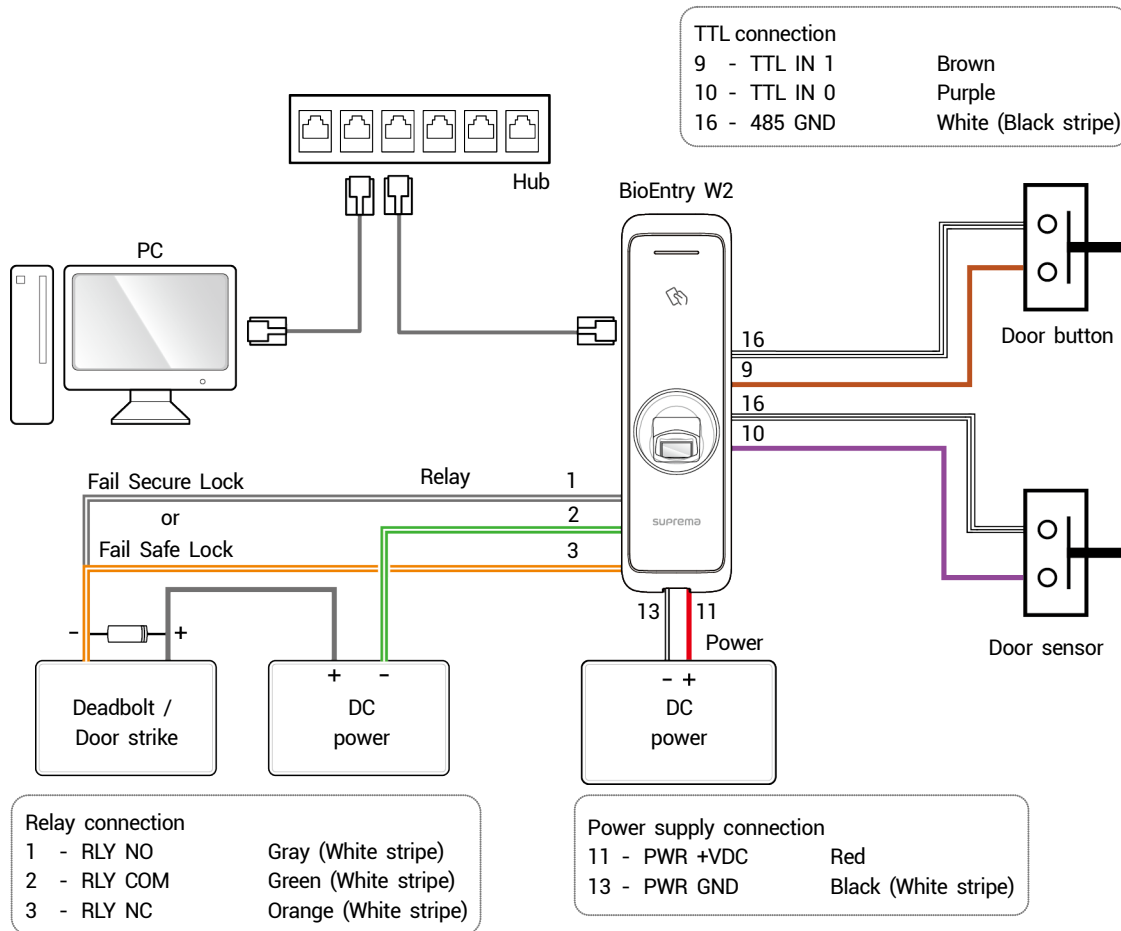 TTL connection
9 - TTL IN 1 Brown
10 - TTL IN 0 Purple
16 - 485 GND White (Black stripe)
Hub
BioEntry W2
PC
Door button
16
9
16
10
Fail Secure Lock
Relay
1
or
2
Fail Safe Lock
3
suprema
13
11
Power
Door sensor
- +
+ -
- +
Deadbolt /
Door strike
DC
power
DC
power
Relay connection
1 - RLY NO Gray (White stripe)
2 - RLY COM Green (White stripe)
3 - RLY NC Orange (White stripe)
Power supply connection
11 - PWR +VDC Red
13 - PWR GND Black (White stripe)